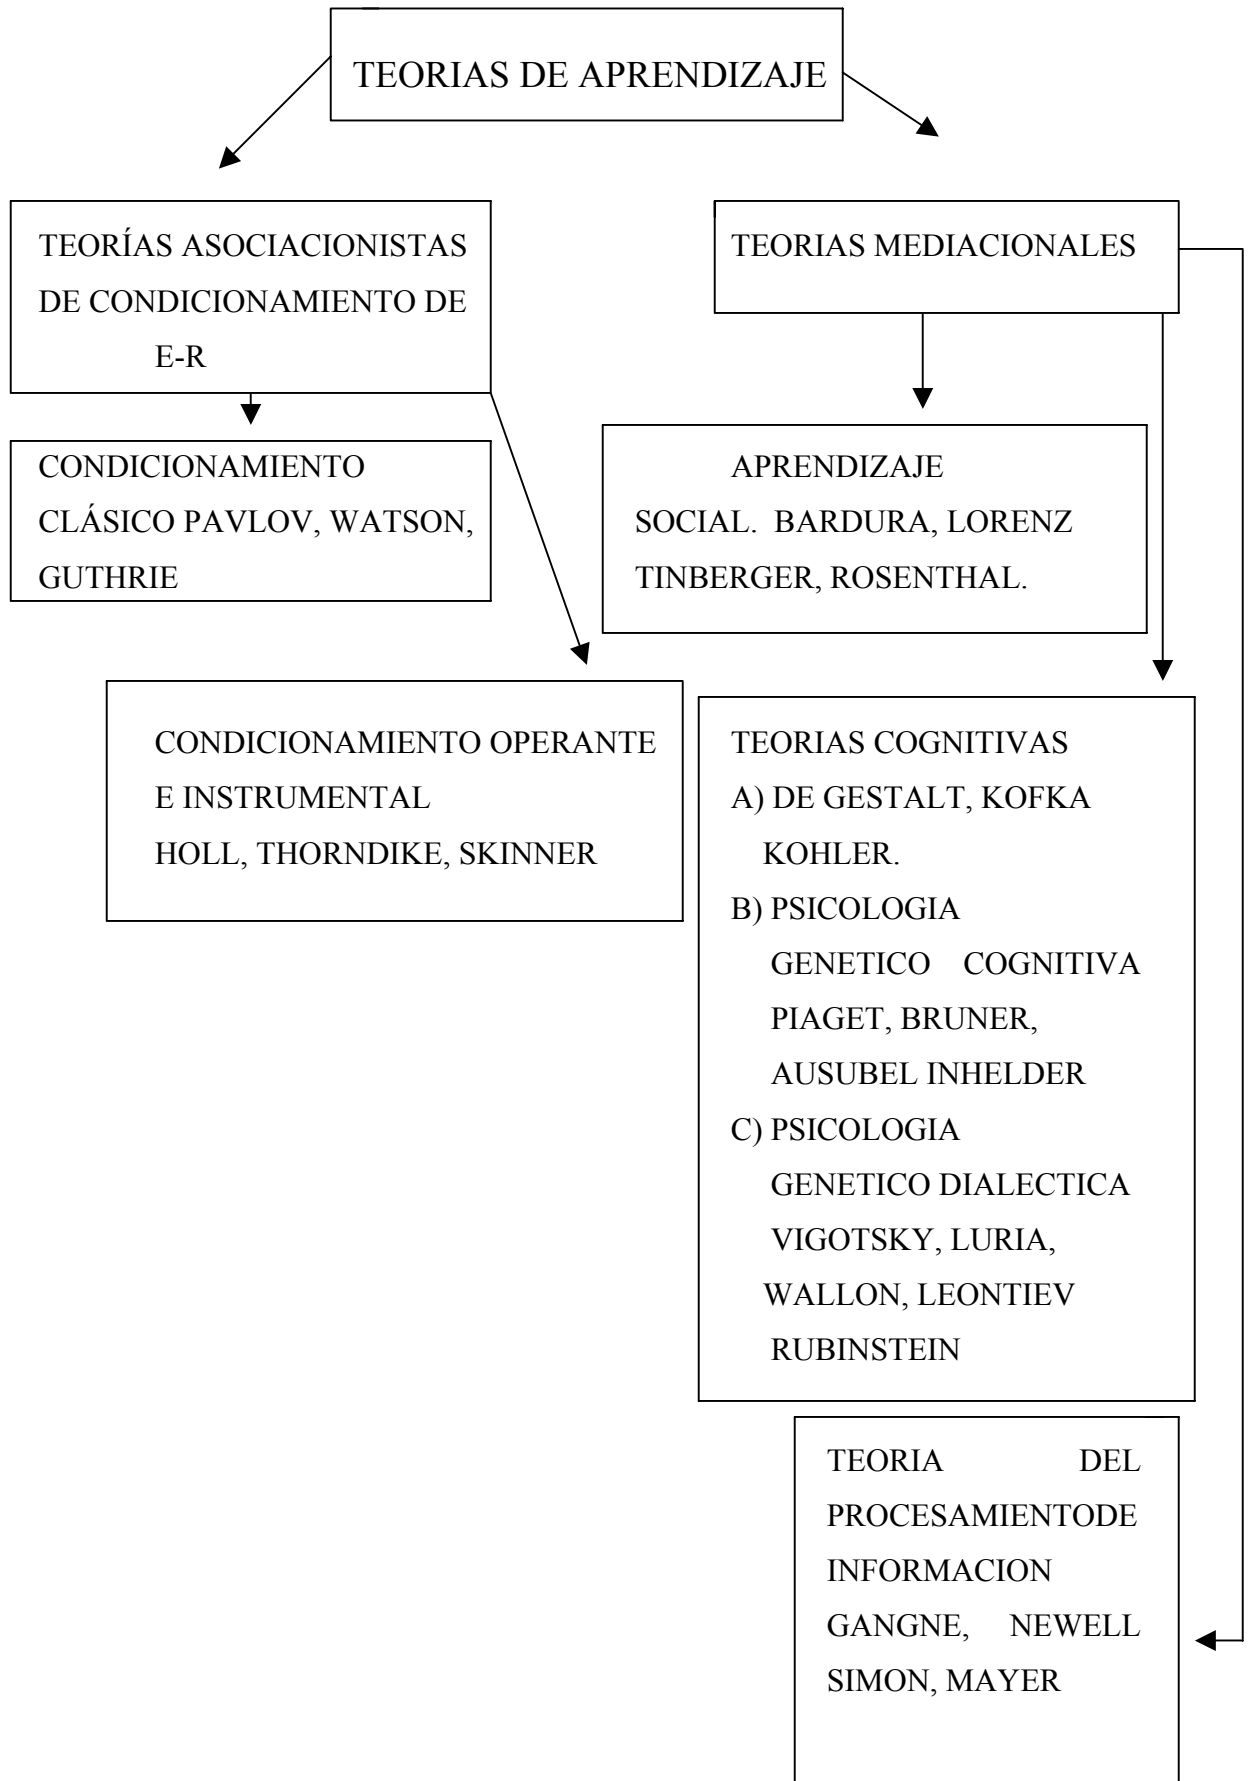 TEORIAS DE APRENDIZAJE
TEORÍAS ASOCIACIONISTAS
DE CONDICIONAMIENTO DE
E-R
TEORIAS MEDIACIONALES
CONDICIONAMIENTO
CLÁSICO PAVLOV, WATSON,
GUTHRIE
APRENDIZAJE
SOCIAL. BARDURA, LORENZ
TINBERGER, ROSENTHAL.
CONDICIONAMIENTO OPERANTE
E INSTRUMENTAL
HOLL, THORNDIKE, SKINNER
TEORIAS COGNITIVAS
A) DE GESTALT, KOFKA
KOHLER.
B) PSICOLOGIA
GENETICO COGNITIVA
PIAGET, BRUNER,
AUSUBEL INHELDER
C) PSICOLOGIA
GENETICO DIALECTICA
VIGOTSKY, LURIA,
WALLON, LEONTIEV
RUBINSTEIN
TEORIA DEL
PROCESAMIENTODE
INFORMACION
GANGNE, NEWELL
SIMON, MAYER